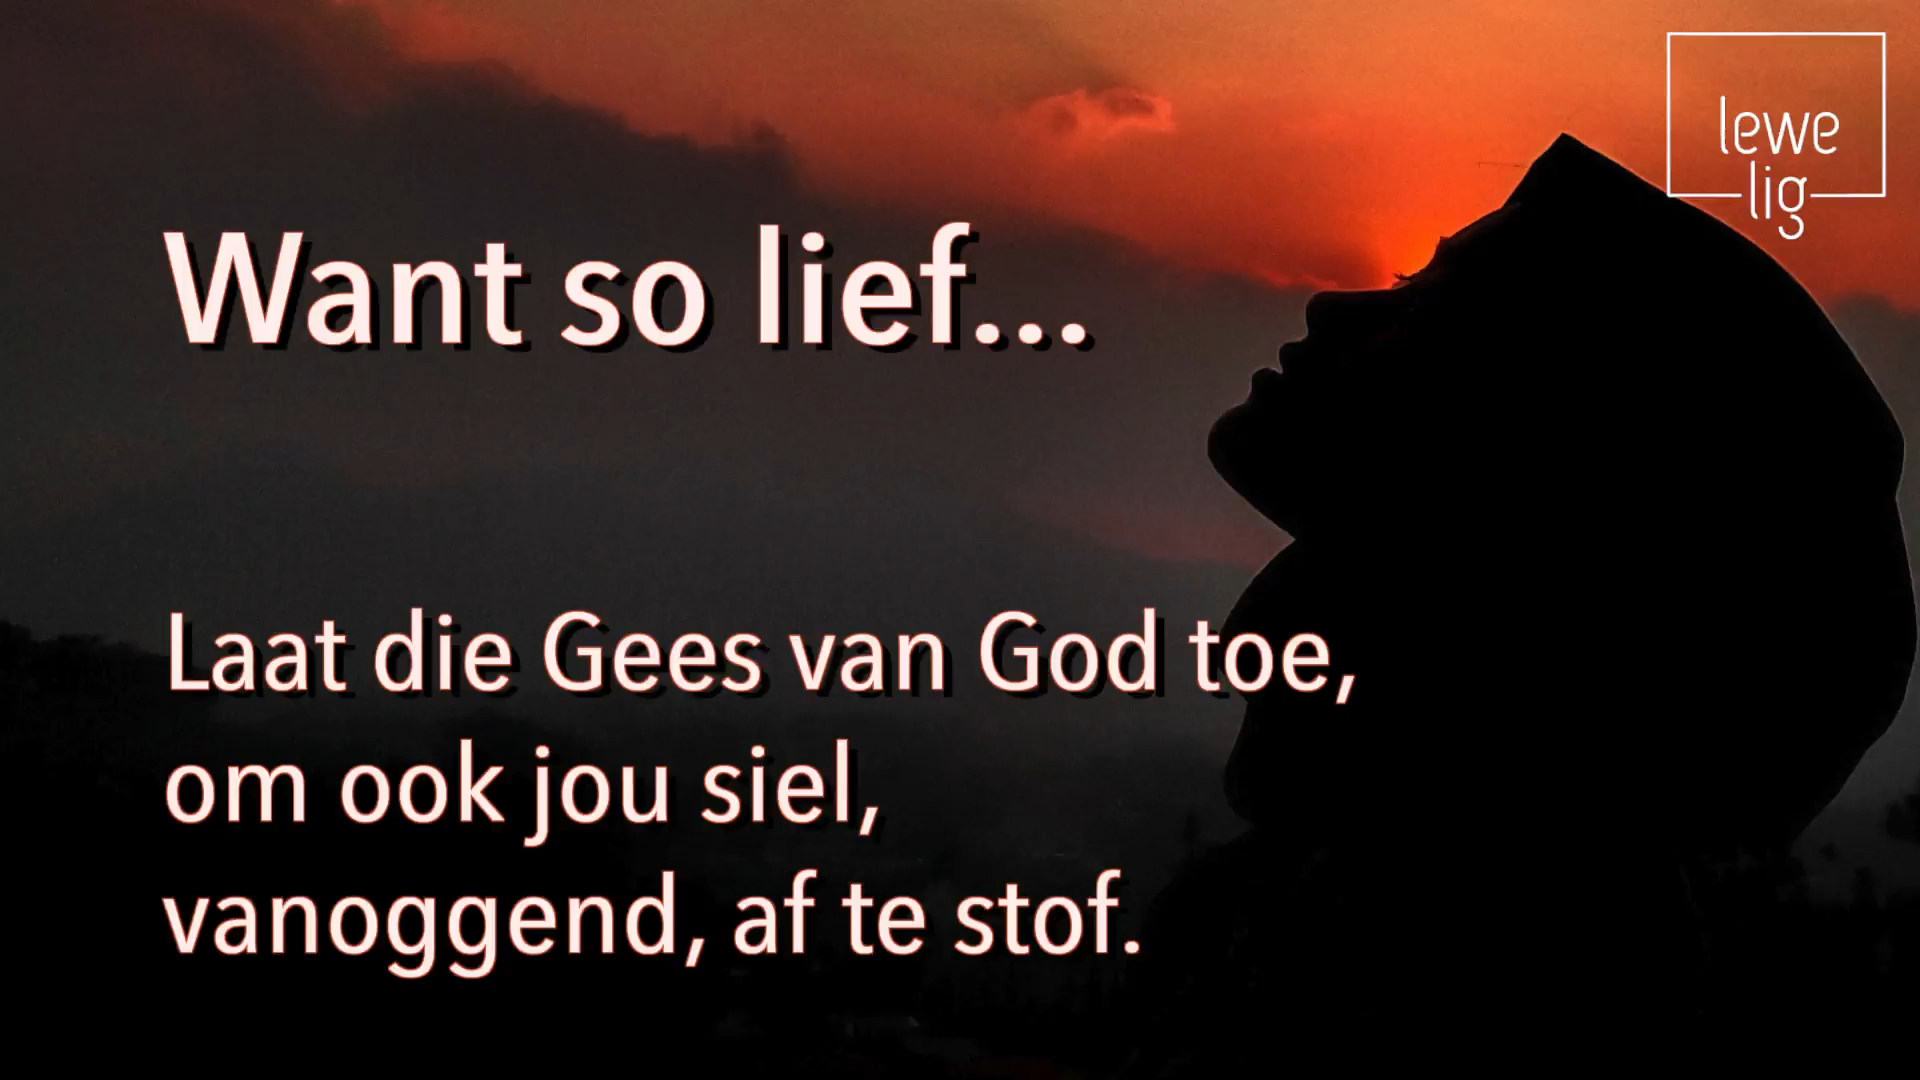 lewe
lig
Want so lief...
Laat die Gees van God toe,
om ook jou siel,
vanoggend, af te stof.